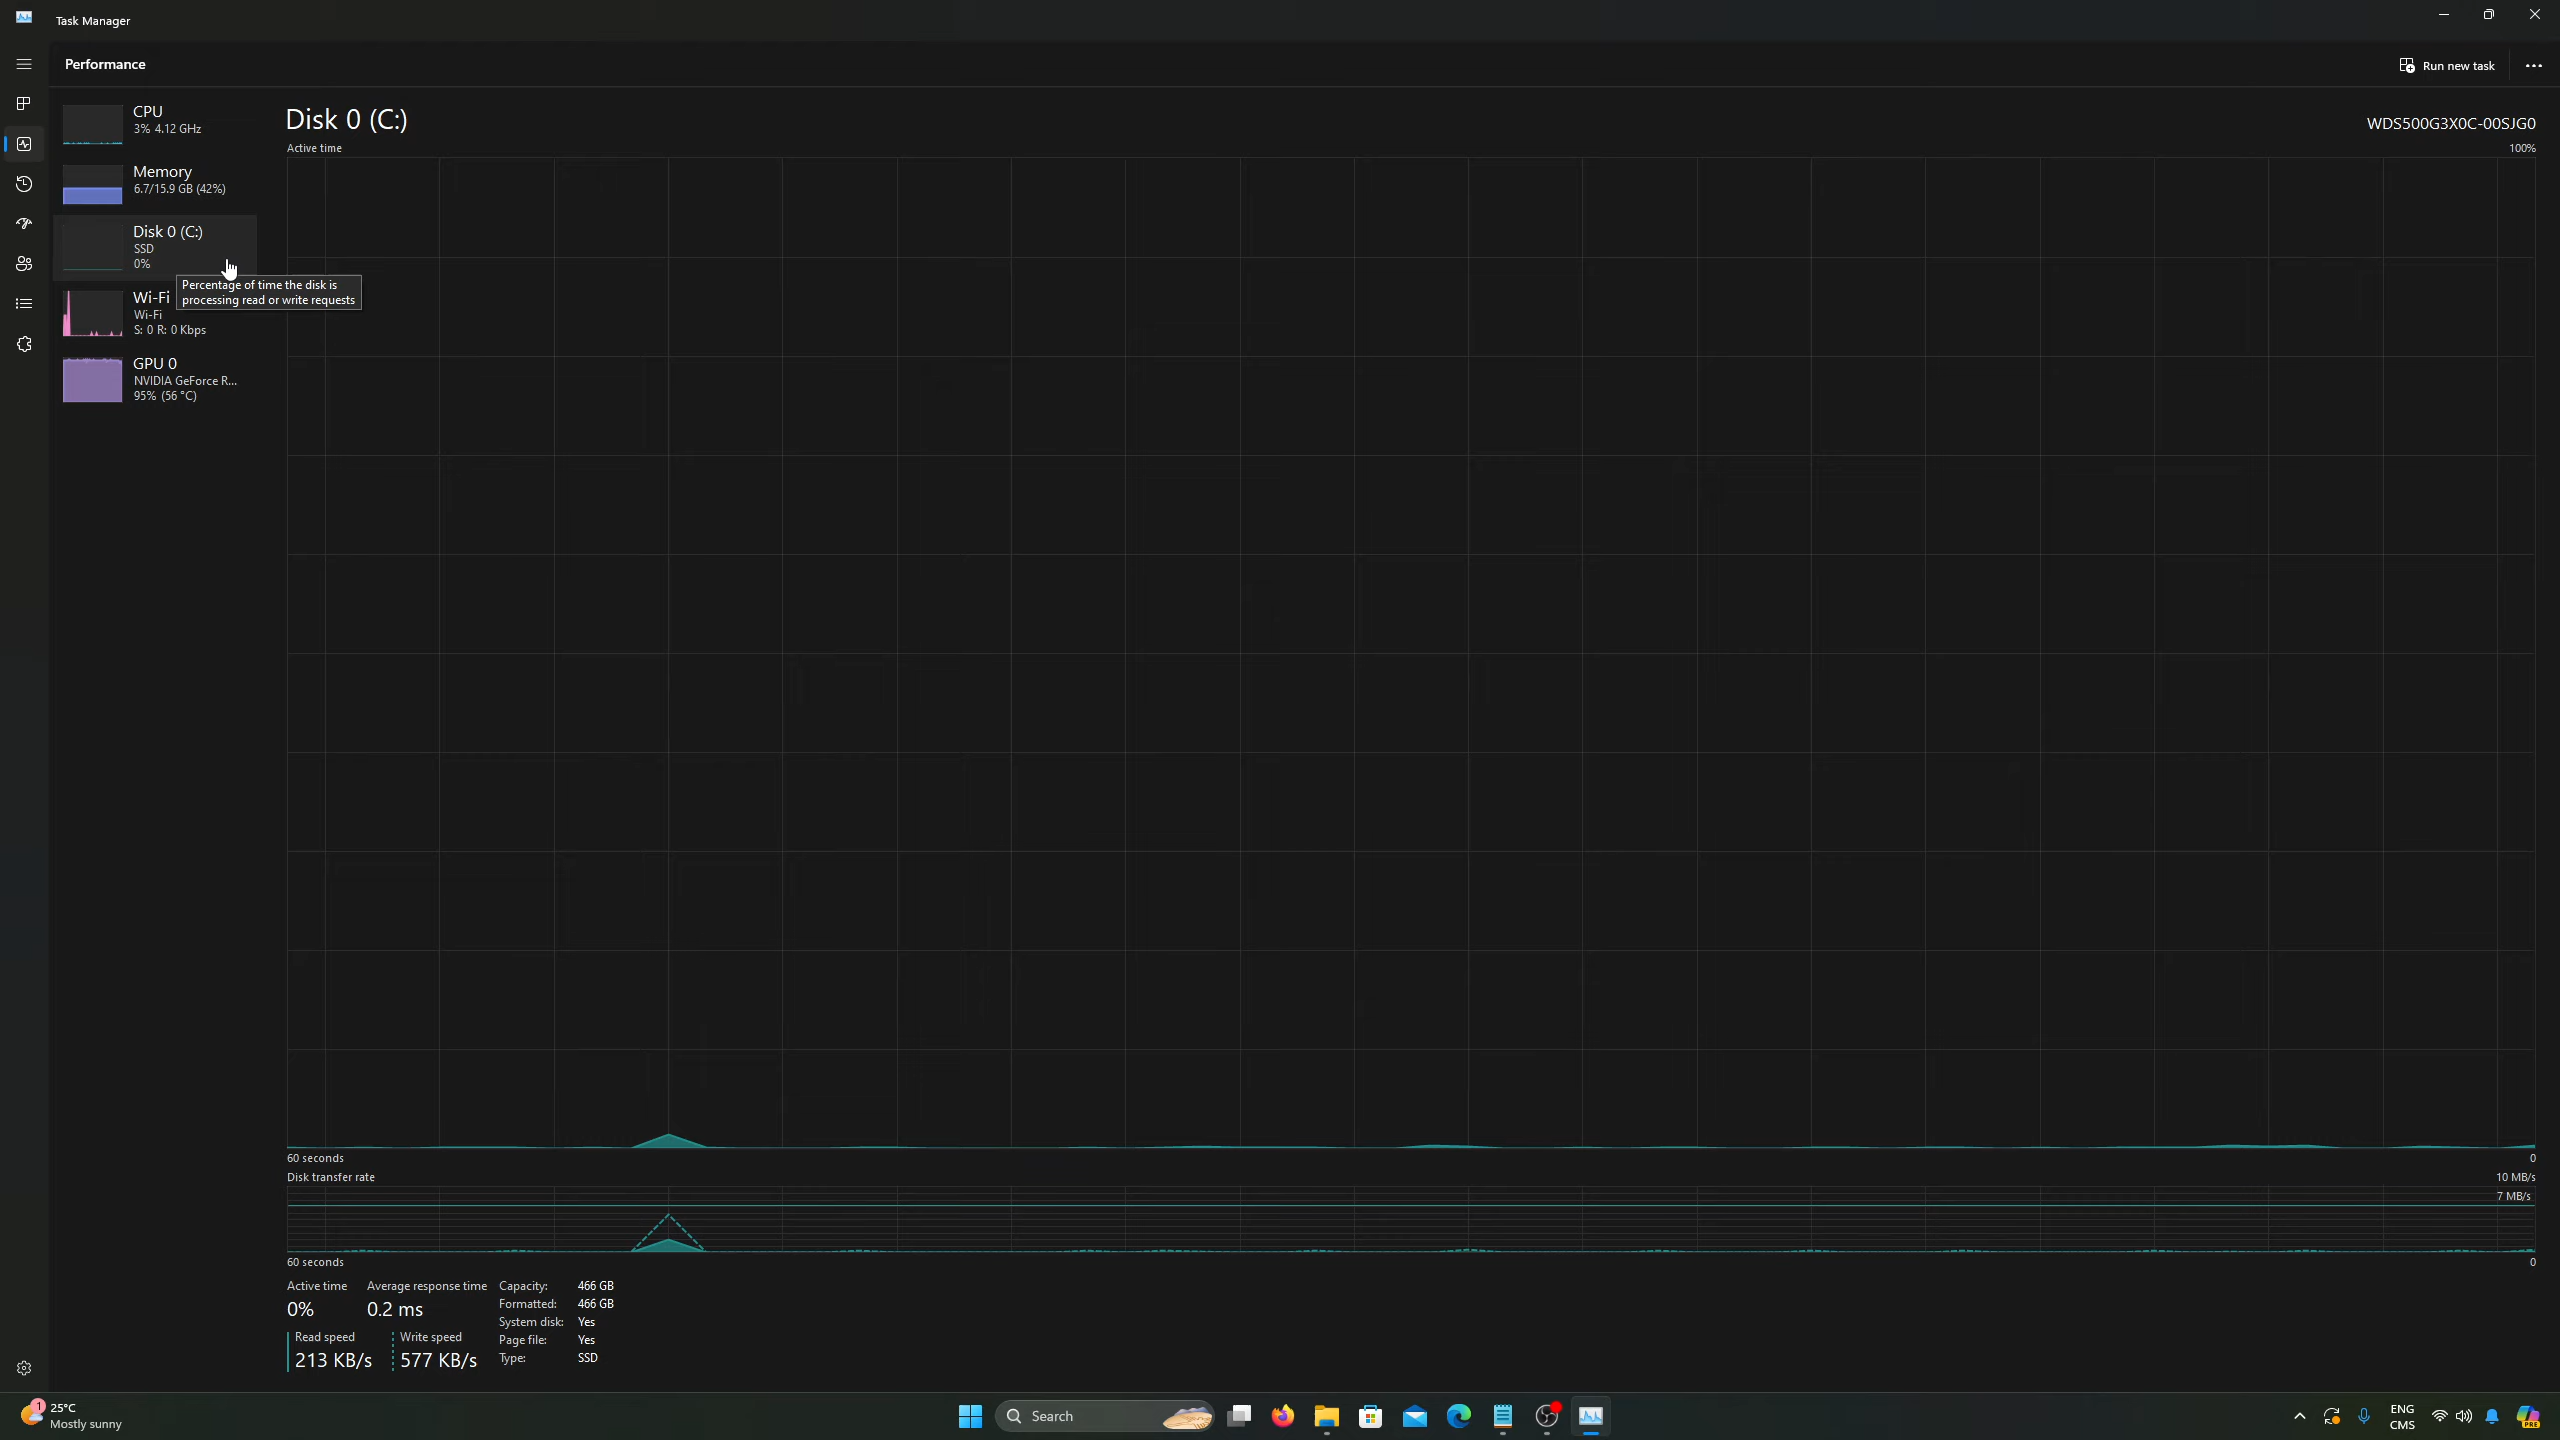 Task Manager
Performance
Run new task
CPU
3% 4.12 GHz
Memory
6.7/15.9 GB (42%)
Disk 0 (C:)
SSD
0%
Percentage of time the disk is
processing read or write requests
Wi-Fi
Wi-Fi
S: 0 R: 0 Kbps
GPU 0
NVIDIA GeForce R...
95% (56 °C)
Disk 0 (C:)
WDS500G3X0C-00SJG0
Active time
100%
60 seconds
0
Disk transfer rate
10 MB/s
7 MB/s
60 seconds
0
Active time
0%
Average response time
0.2 ms
Read speed
213 KB/s
Write speed
577 KB/s
Capacity: 466 GB
Formatted: 466 GB
System disk: Yes
Page file: Yes
Type: SSD
1
25°C
Mostly sunny
Search
ENG
CMS
PRE